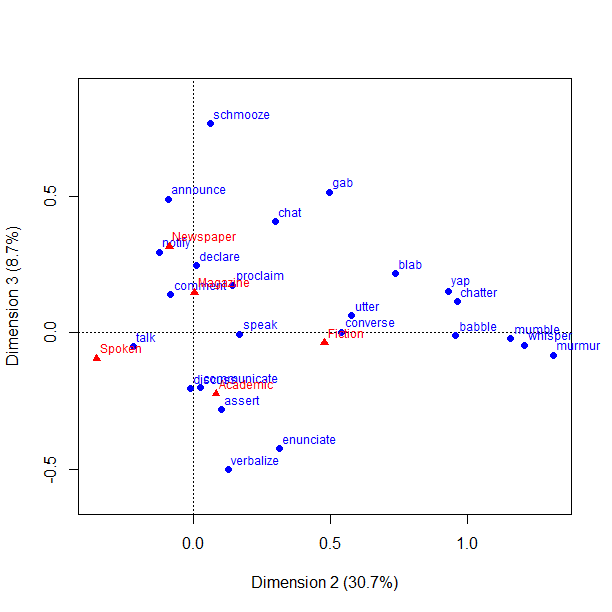 schmooze
gab
announce
chat
Newspaper
notify
declare
blab
proclaim
Magazine
comment
yap
chatter
utter
converse
speak
babble
mumble
Fiction
whisper
talk
murmur
Spoken
discuss
communicate
Academic
assert
enunciate
verbalize
0.5
0.0
-0.5
Dimension 3 (8.7%)
0.0 0.5 1.0
Dimension 2 (30.7%)